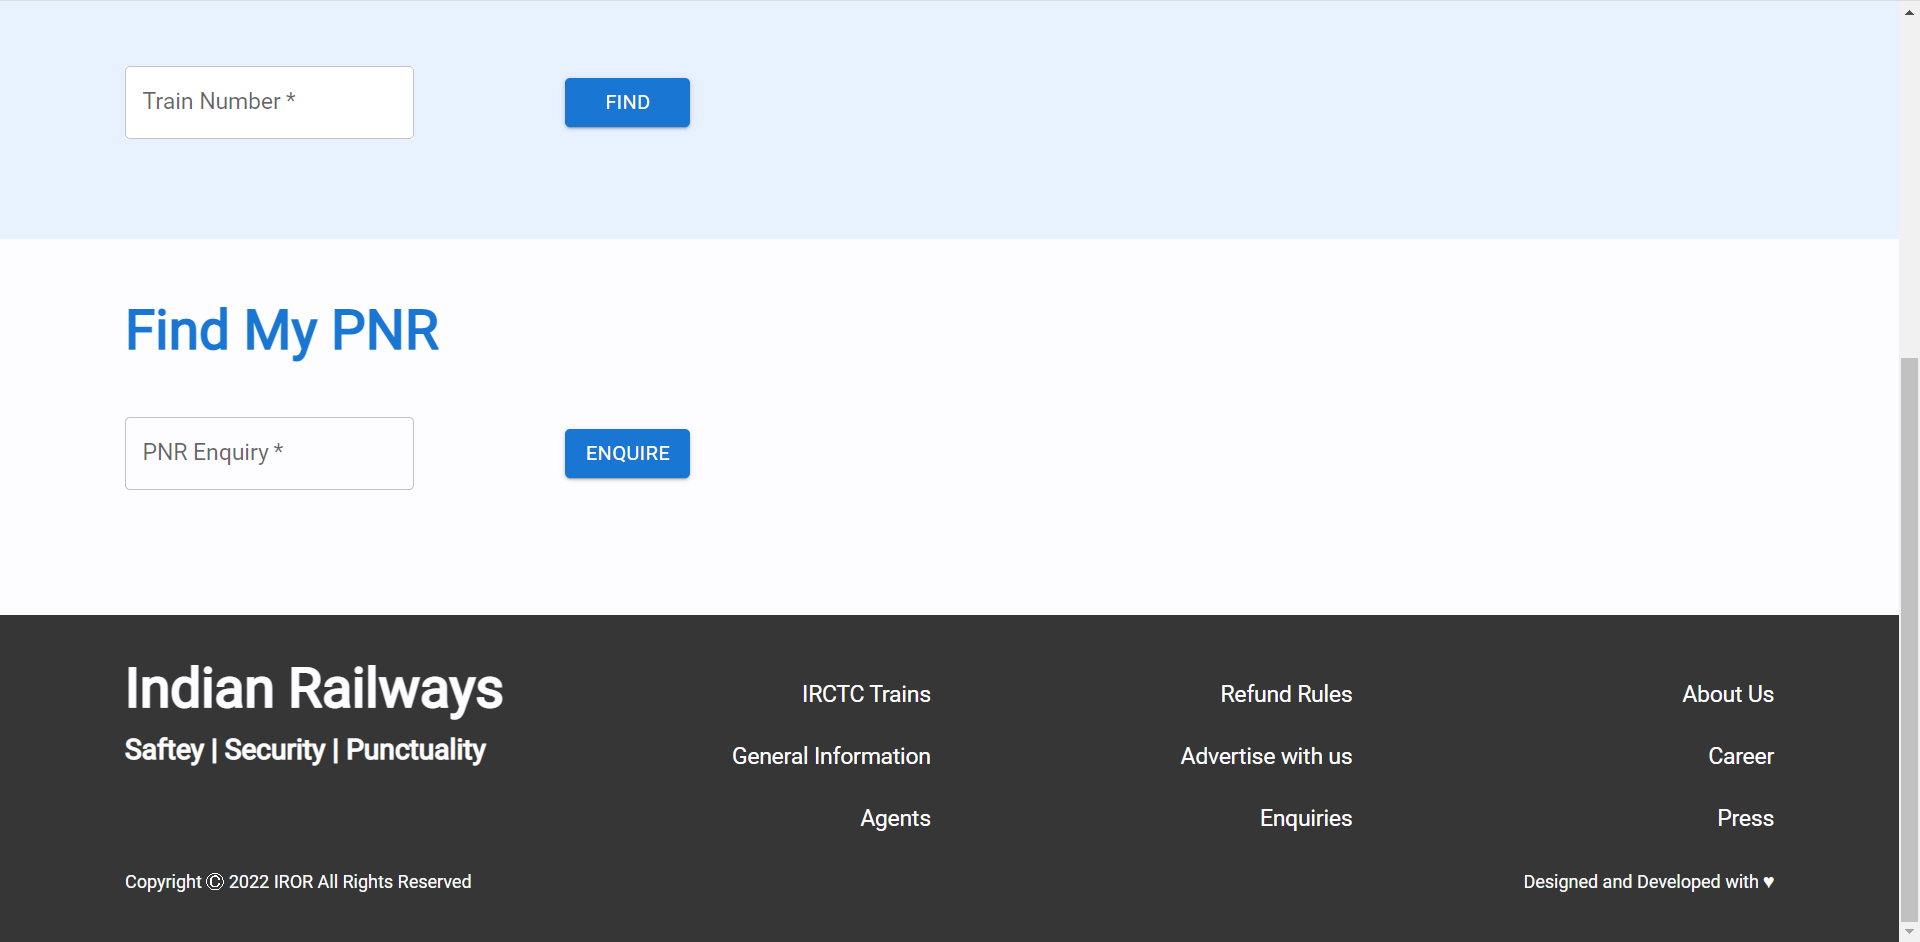 Train Number *
FIND
Find My PNR
PNR Enquiry *
ENQUIRE
Indian Railways
Saftey | Security | Punctuality
IRCTC Trains
General Information
Agents
Refund Rules
Advertise with us
Enquiries
About Us
Career
Press
Copyright © 2022 IROR All Rights Reserved
Designed and Developed with ♥